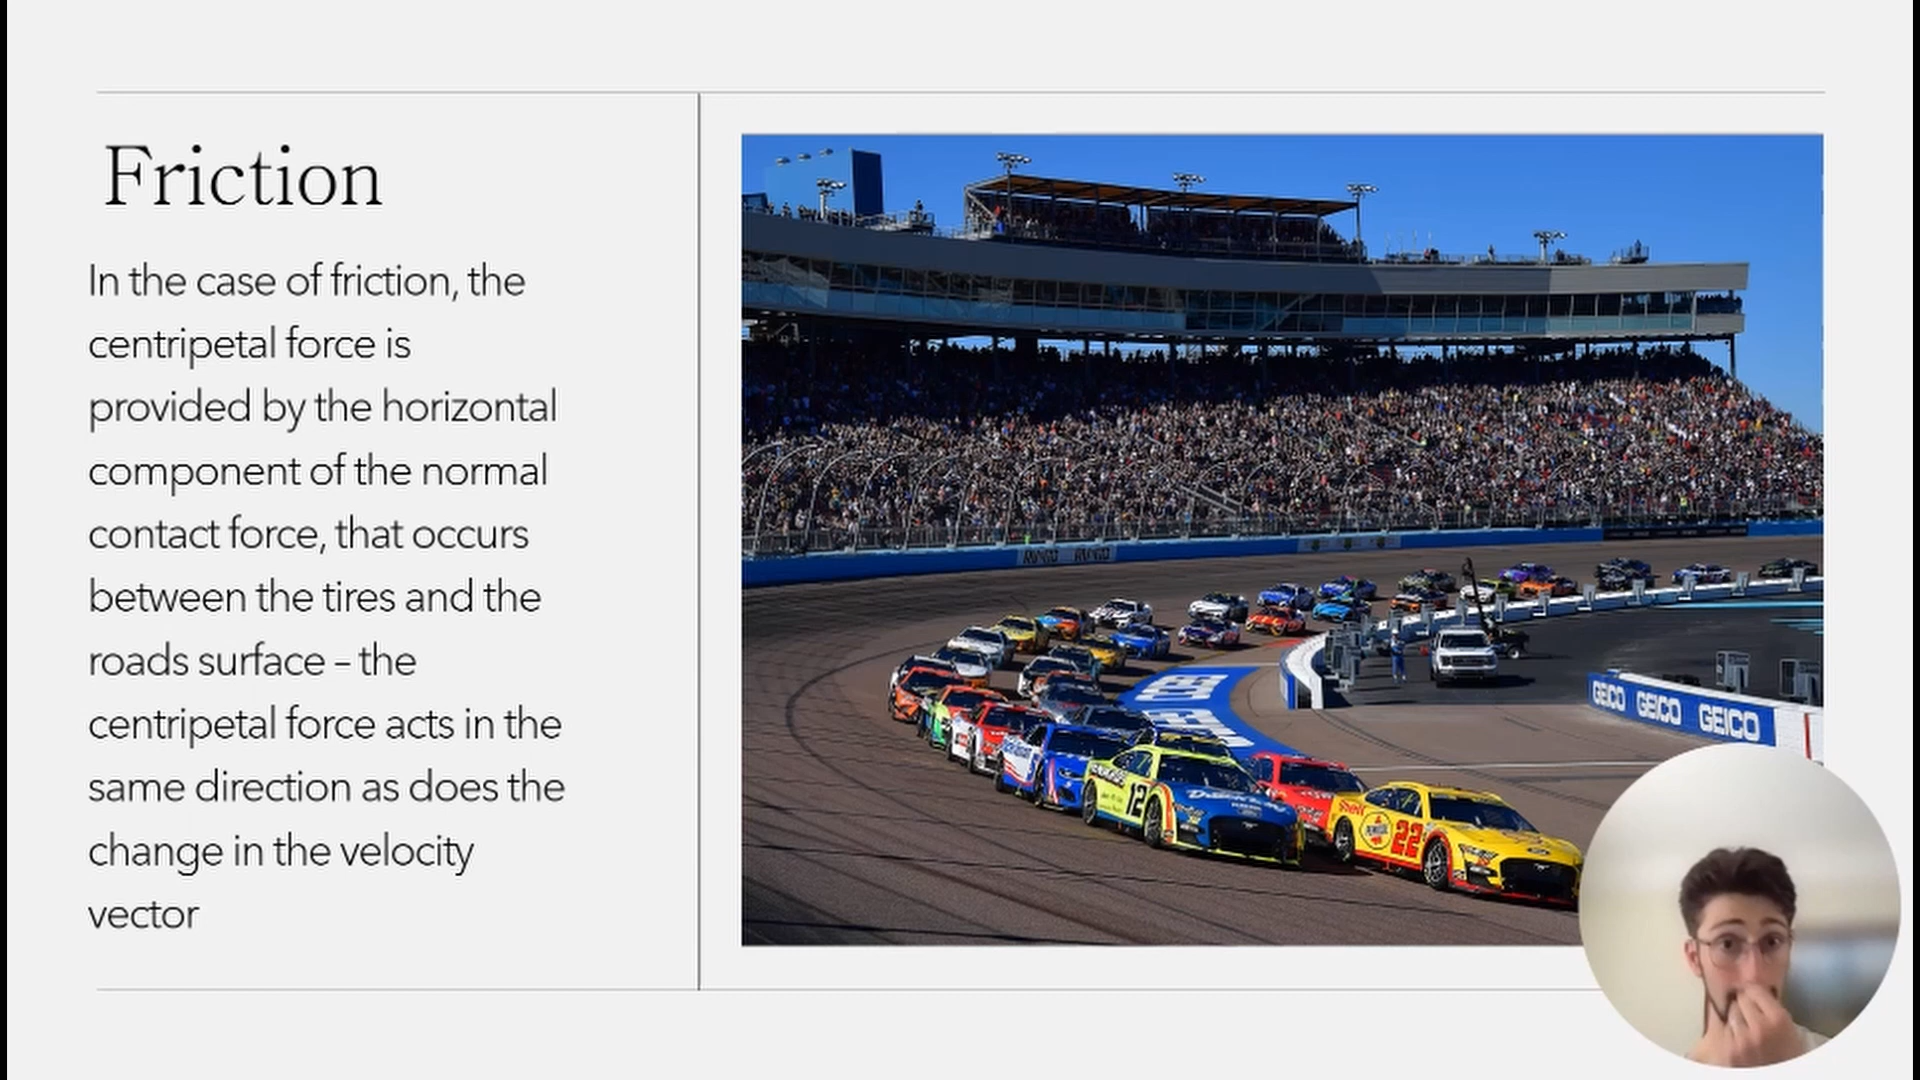 Friction
In the case of friction, the
centripetal force is
provided by the horizontal
component of the normal
contact force, that occurs
between the tires and the
roads surface – the
centripetal force acts in the
same direction as does the
change in the velocity
vector
GEICO GEICO GEICO
12
22